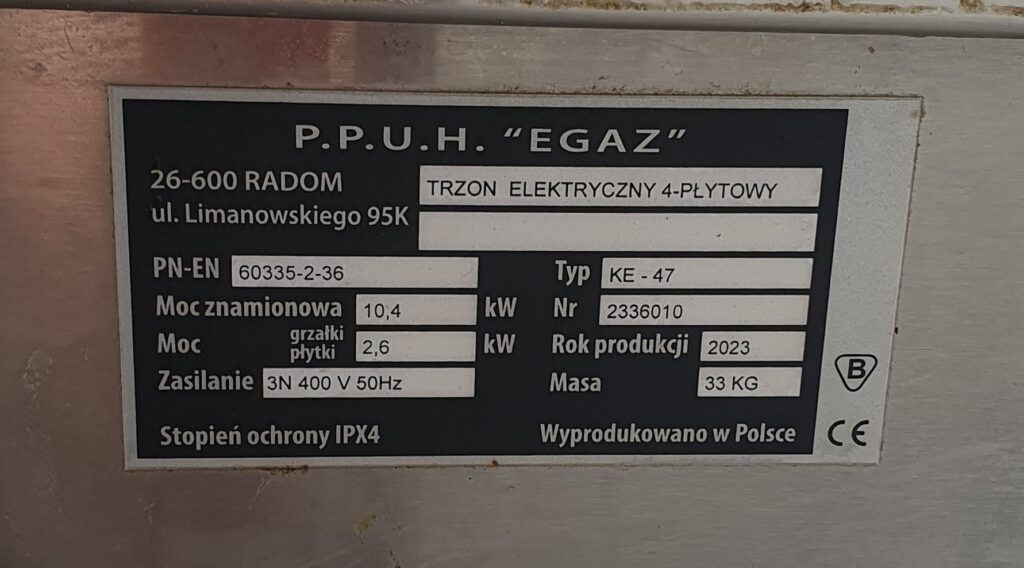 P.P.U.H. "EGAZ"
26-600 RADOM
ul. Limanowskiego 95K
TRZON ELEKTRYCZNY 4-PŁYTOWY
PN-EN 60335-2-36 Typ KE - 47
Moc znamionowa 10,4 kW Nr 2336010
Moc grzałki płytki 2,6 kW Rok produkcji 2023
Zasilanie 3N 400 V 50Hz Masa 33 KG
B
Stopień ochrony IPX4 Wyprodukowano w Polsce CE